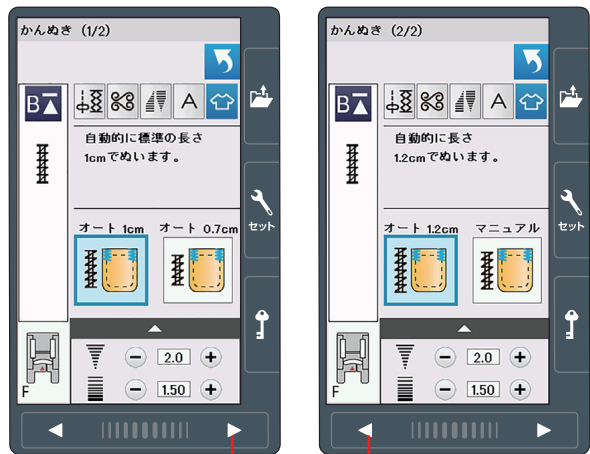 かんぬき (1/2)
B
A
自動的に標準の長さ
1cmでぬいます。
セット
オート 1cm オート 0.7cm
2.0
F
1.50
かんぬき (2/2)
B
A
自動的に長さ
1.2cmでぬいます。
セット
オート 1.2cm マニュアル
2.0
F
1.50